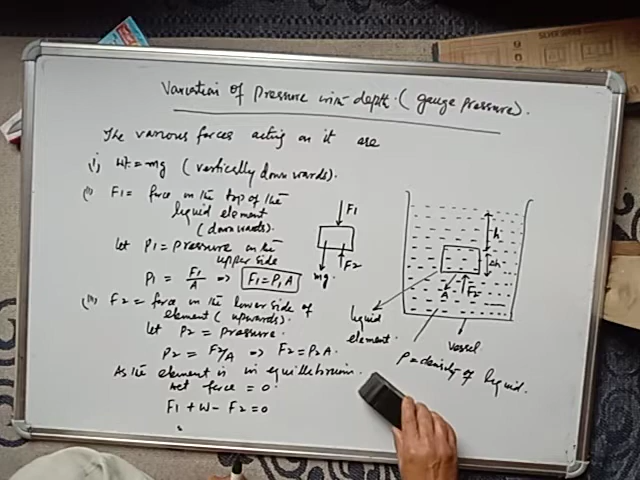 Variation of pressure with depth. (gauge pressure).
The various forces acting on it are
(i) wt = mg (vertically downwards).
(ii) F1 = force on the top of the
liquid element
(downwards).
let P1 = pressure on the
upper side
P1 = F1/A => F1 = P1 A
(iii) F2 = force on the lower side of
element (upwards).
let P2 = pressure.
P2 = F2/A => F2 = P2 A.
As the element is in equillibrium.
net force = 0.
F1 + W - F2 = 0
F1
F2
mg
h
Δh
A
F2
liquid
element
vessel
ρ = density of liquid.